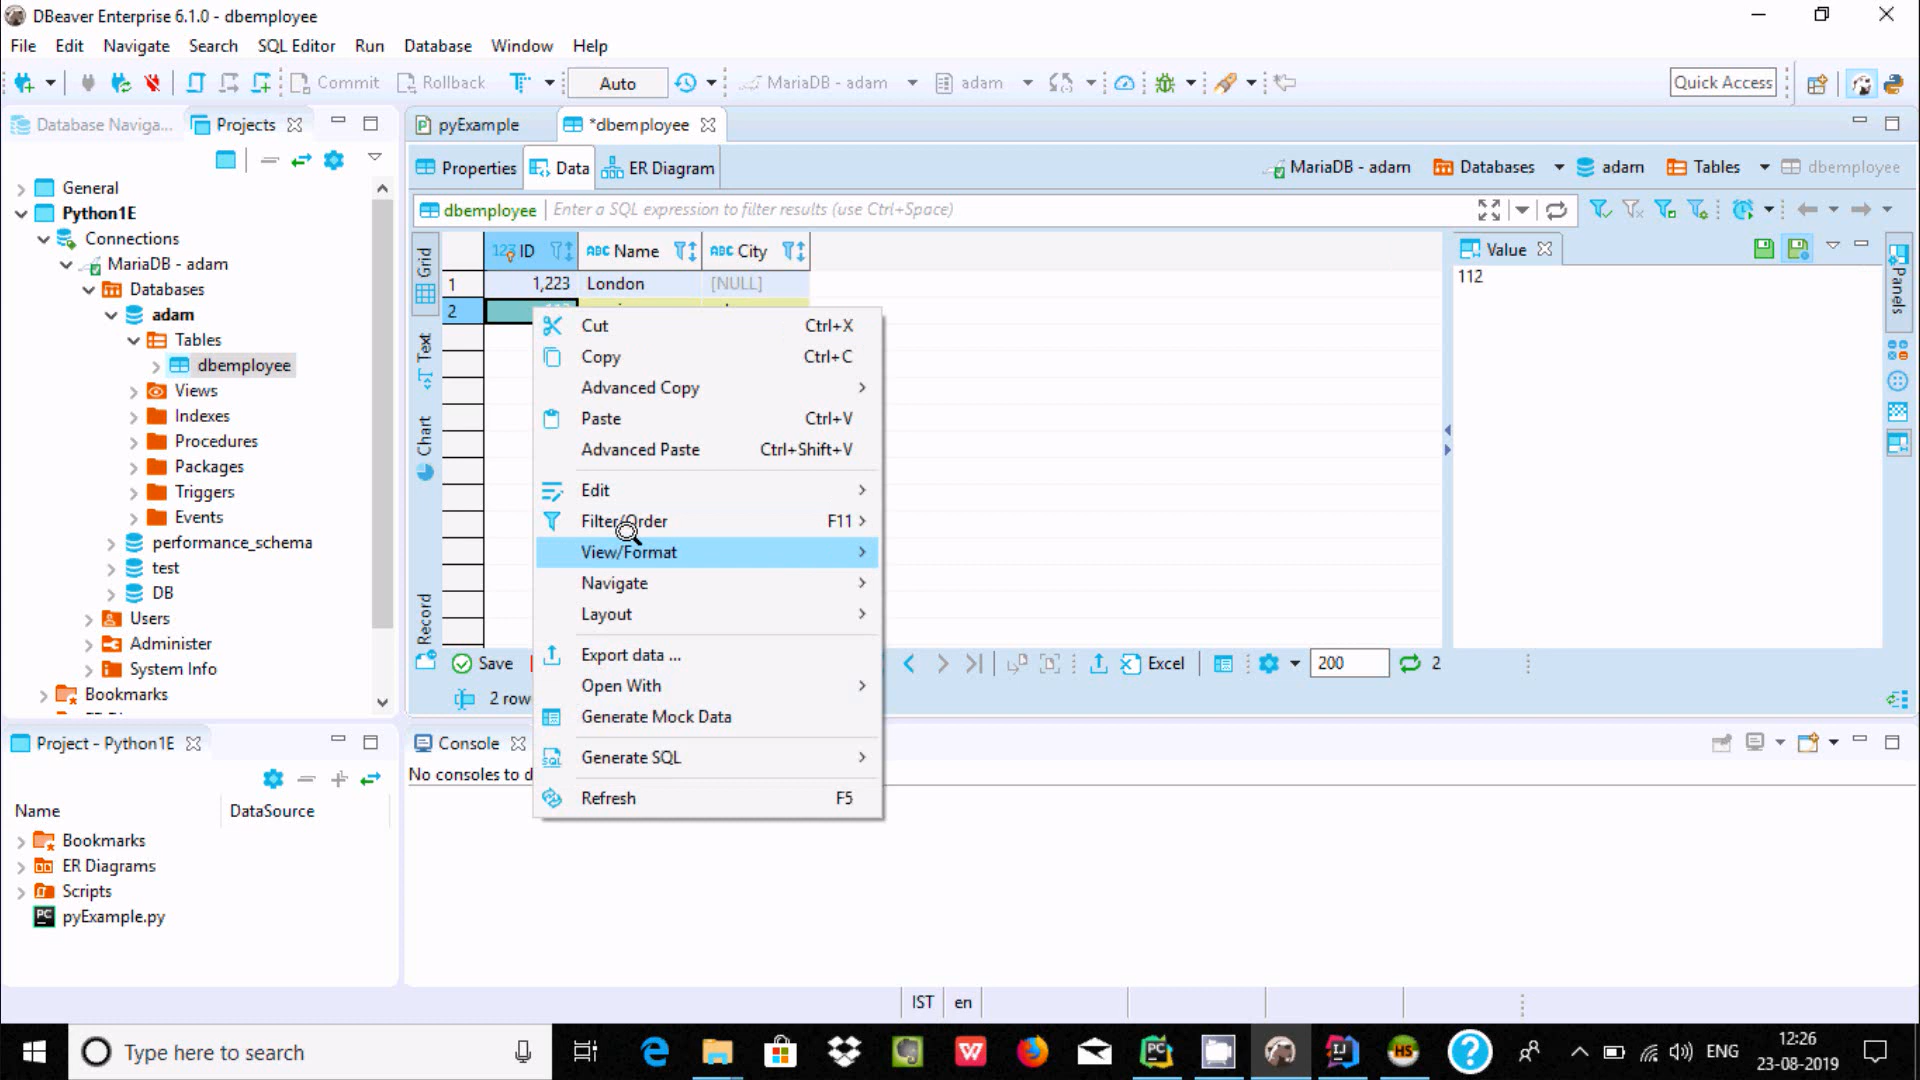 DBeaver Enterprise 6.1.0 - dbemployee
File Edit Navigate Search SQL Editor Run Database Window Help
Commit Rollback Auto MariaDB - adam adam Quick Access
Database Naviga... Projects
General
Python1E
Connections
MariaDB - adam
Databases
adam
Tables
dbemployee
Views
Indexes
Procedures
Packages
Triggers
Events
performance_schema
test
DB
Users
Administer
System Info
Bookmarks
pyExample *dbemployee
Properties Data ER Diagram MariaDB - adam Databases adam Tables dbemployee
dbemployee Enter a SQL expression to filter results (use Ctrl+Space)
Grid
Text
Chart
Record
123 ID ABC Name ABC City
1 1,223 London [NULL]
2
Cut Ctrl+X
Copy Ctrl+C
Advanced Copy
Paste Ctrl+V
Advanced Paste Ctrl+Shift+V
Edit
Filter/Order F11
View/Format
Navigate
Layout
Export data ...
Open With
Generate Mock Data
Generate SQL
Refresh F5
Value
112
Panels
Save Excel 200 2
2 row
Project - Python1E
Name DataSource
Bookmarks
ER Diagrams
Scripts
pyExample.py
Console
No consoles to d
IST en
Type here to search
ENG
12:26
23-08-2019